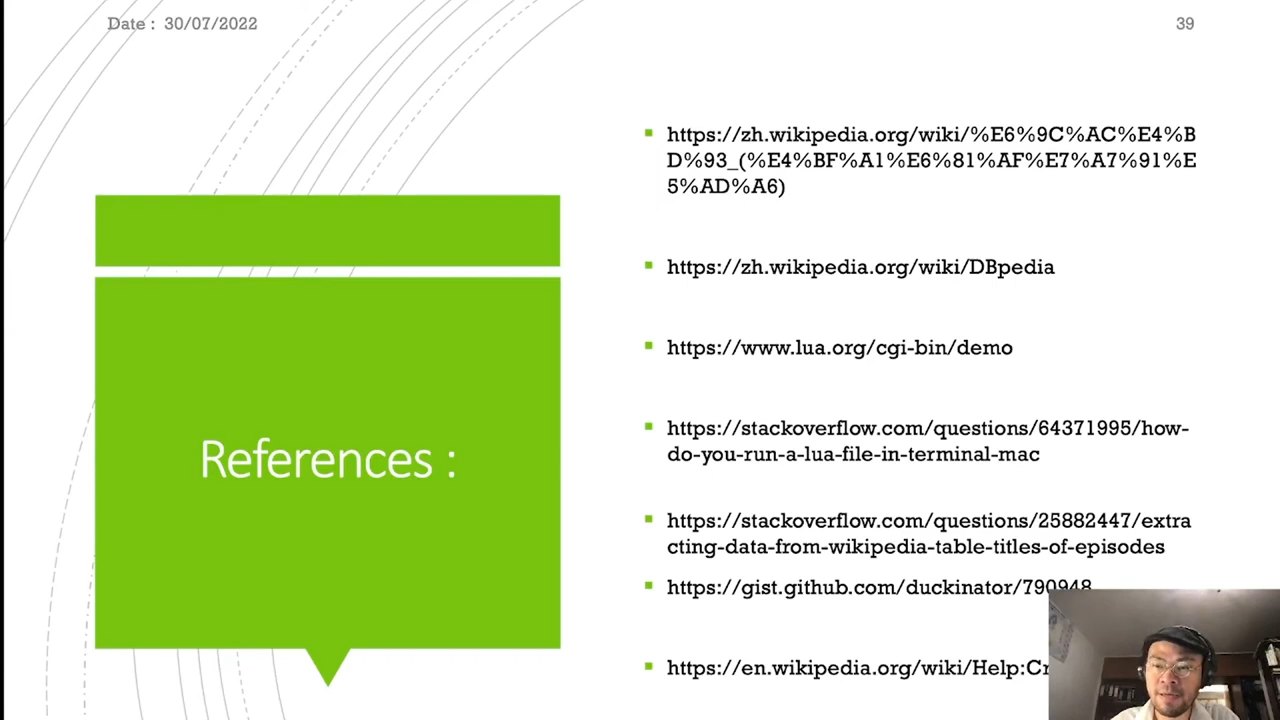 Date : 30/07/2022
39
References :
https://zh.wikipedia.org/wiki/%E6%9C%AC%E4%B
D%93_(%E4%BF%A1%E6%81%AF%E7%A7%91%E
5%AD%A6)
https://zh.wikipedia.org/wiki/DBpedia
https://www.lua.org/cgi-bin/demo
https://stackoverflow.com/questions/64371995/how-
do-you-run-a-lua-file-in-terminal-mac
https://stackoverflow.com/questions/25882447/extra
cting-data-from-wikipedia-table-titles-of-episodes
https://gist.github.com/duckinator/790948
https://en.wikipedia.org/wiki/Help:Cr